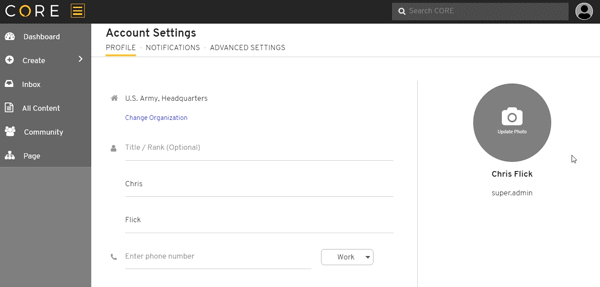 CORE
Search CORE
Dashboard
Create
Inbox
All Content
Community
Page
Account Settings
PROFILE · NOTIFICATIONS · ADVANCED SETTINGS
U.S. Army, Headquarters
Change Organization
Title / Rank (Optional)
Chris
Flick
Enter phone number
Work
Update Photo
Chris Flick
super.admin